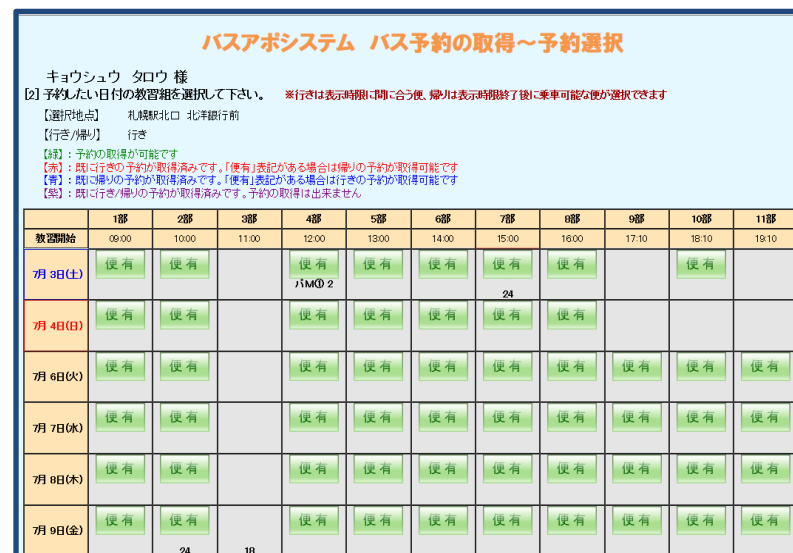 バスアポシステム バス予約の取得～予約選択
キョウシュウ タロウ 様
[2] 予約したい日付の教習組を選択して下さい。 ※行きは表示時限に間に合う便、帰りは表示時限終了後に乗車可能な便が選択できます
【選択地点】 札幌駅北口 北洋銀行前
【行き/帰り】 行き
【緑】：予約の取得が可能です
【赤】：既に行きの予約が取得済みです。「便有」表記がある場合は帰りの予約が取得可能です
【青】：既に帰りの予約が取得済みです。「便有」表記がある場合は行きの予約が取得可能です
【紫】：既に行き/帰りの予約が取得済みです。予約の取得は出来ません
1部 2部 3部 4部 5部 6部 7部 8部 9部 10部 11部
教習開始 09:00 10:00 11:00 12:00 13:00 14:00 15:00 16:00 17:10 18:10 19:10
7月 3日(土) 便有 便有 便有 便有 便有 便有 便有 便有
バM① 2 24
7月 4日(日) 便有 便有 便有 便有 便有 便有 便有
7月 6日(火) 便有 便有 便有 便有 便有 便有 便有 便有 便有 便有
7月 7日(水) 便有 便有 便有 便有 便有 便有 便有 便有 便有 便有
7月 8日(木) 便有 便有 便有 便有 便有 便有 便有 便有 便有 便有
7月 9日(金) 便有 便有 便有 便有 便有 便有 便有 便有 便有 便有
24 18